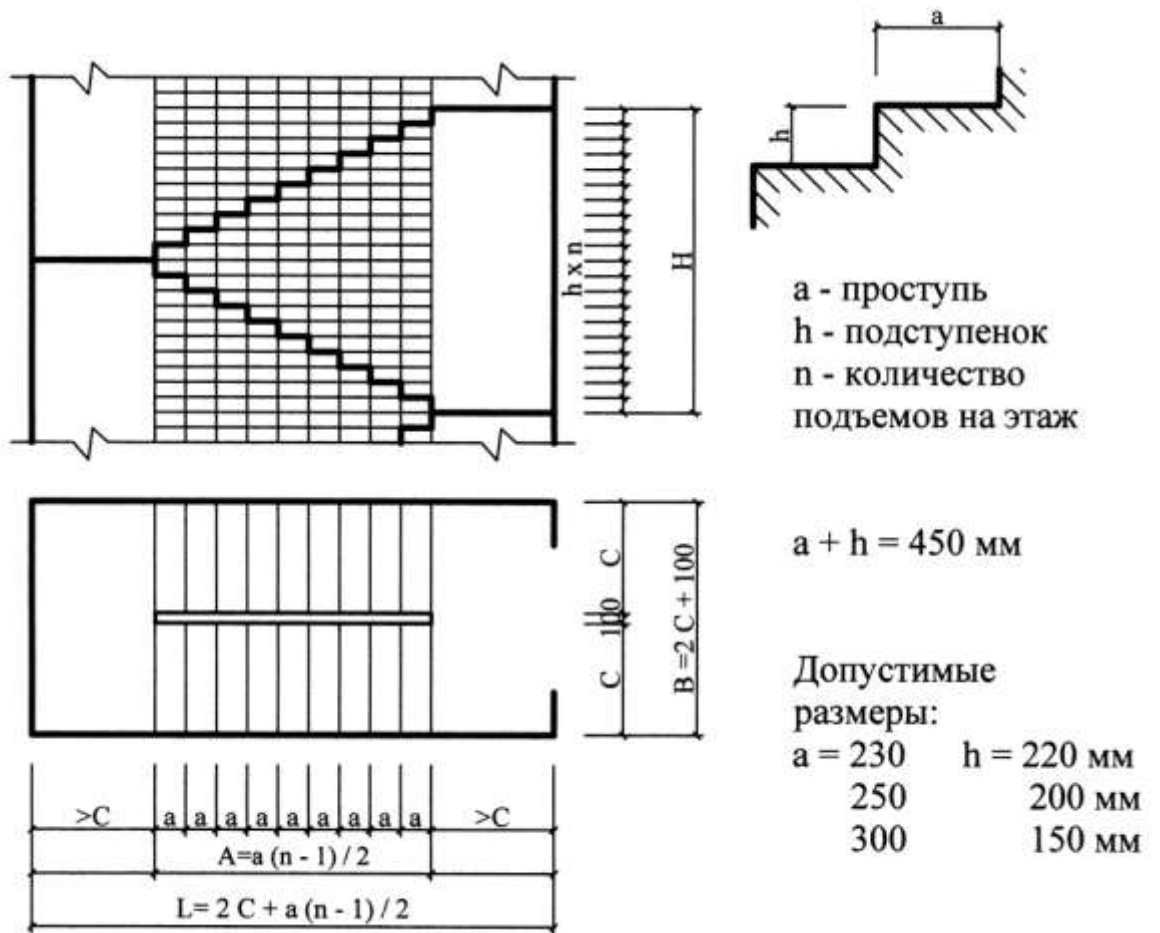 a
h
h x n
H
a - проступь
h - подступенок
n - количество
подъемов на этаж
C
100
C
B =2 C + 100
a + h = 450 мм
Допустимые
размеры:
a = 230 h = 220 мм
250 200 мм
300 150 мм
>C a a a a a a a a a >C
A=a (n - 1) / 2
L= 2 C + a (n - 1) / 2